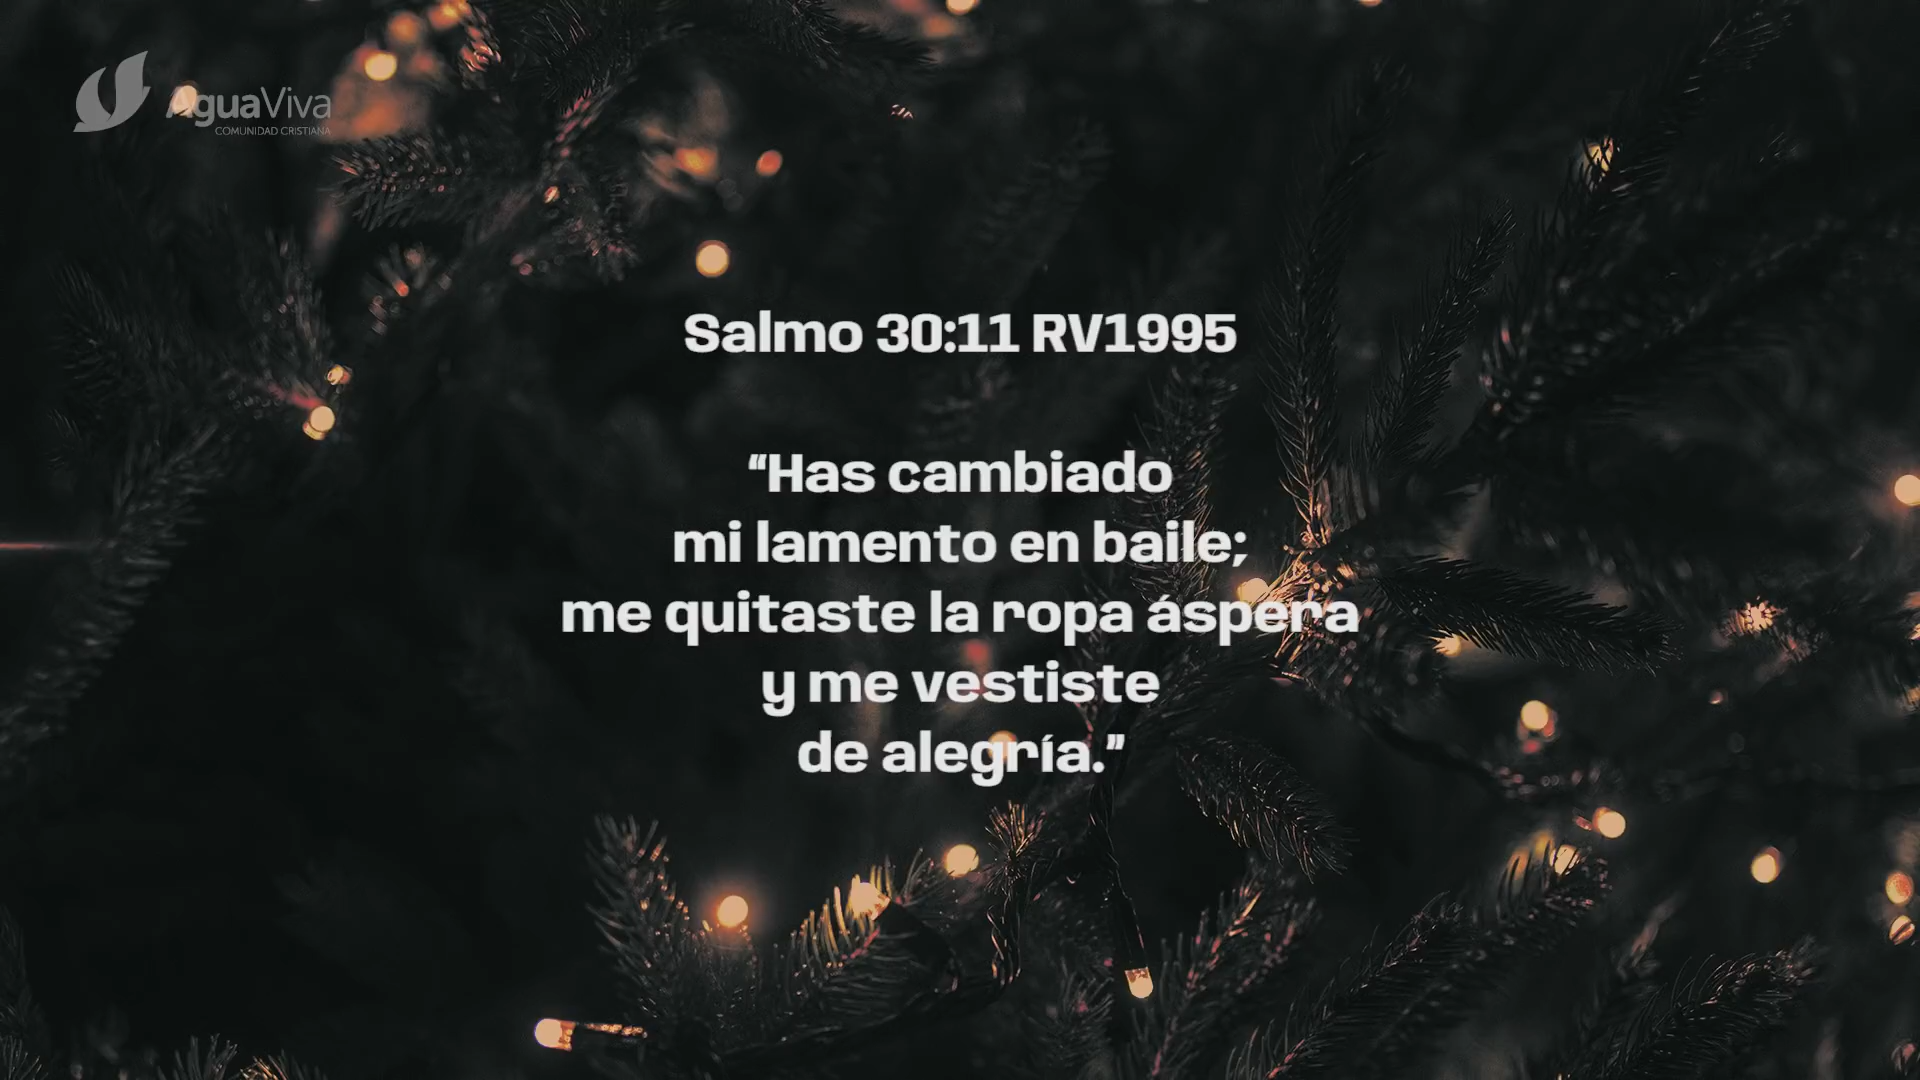 AguaViva
COMUNIDAD CRISTIANA
Salmo 30:11 RV1995
“Has cambiado
mi lamento en baile;
me quitaste la ropa áspera
y me vestiste
de alegría.”